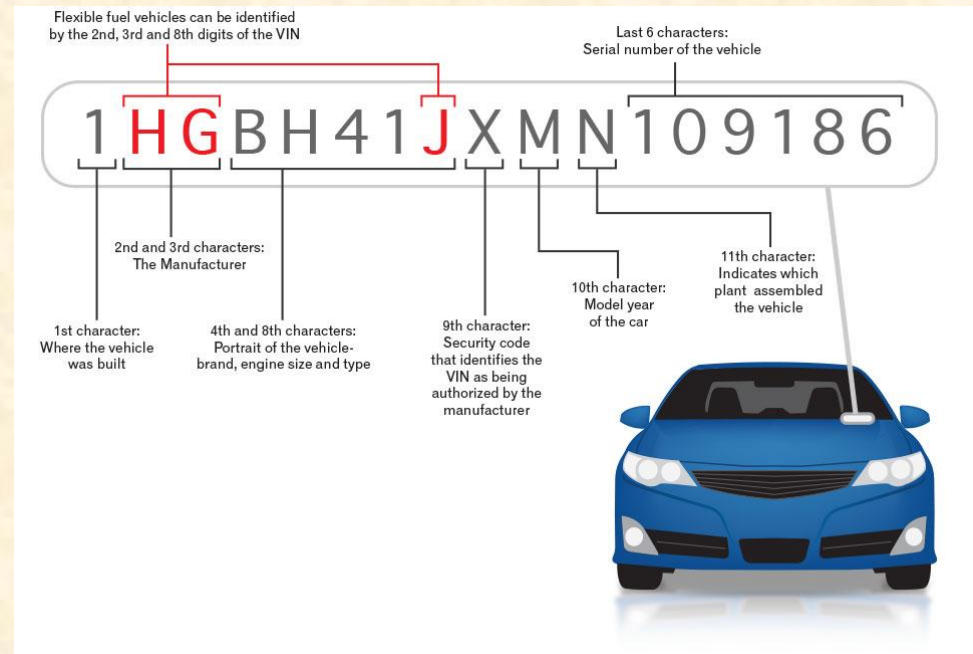 Flexible fuel vehicles can be identified
by the 2nd, 3rd and 8th digits of the VIN
Last 6 characters:
Serial number of the vehicle
1HGBH41JXMN109186
2nd and 3rd characters:
The Manufacturer
11th character:
Indicates which
plant assembled
the vehicle
10th character:
Model year
of the car
1st character:
Where the vehicle
was built
4th and 8th characters:
Portrait of the vehicle-
brand, engine size and type
9th character:
Security code
that identifies the
VIN as being
authorized by the
manufacturer